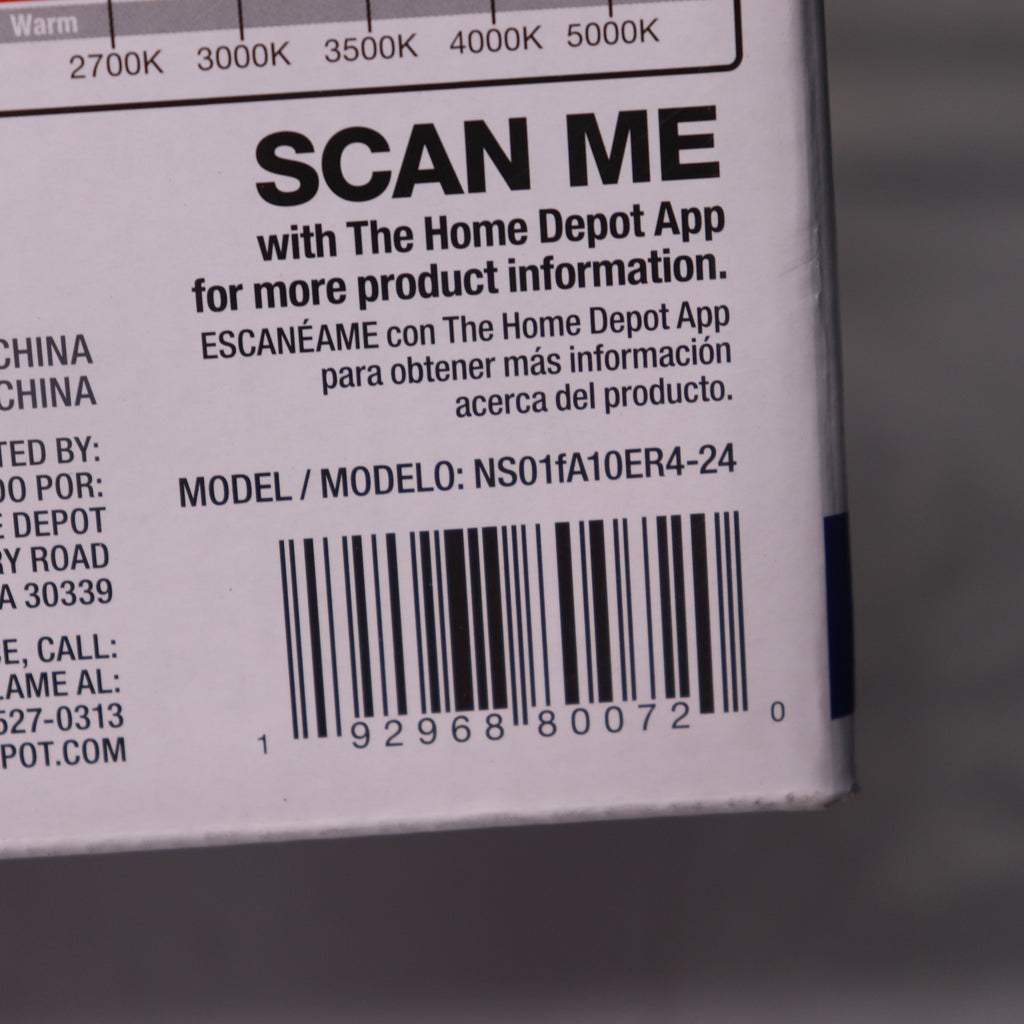 Warm
2700K 3000K 3500K 4000K 5000K
SCAN ME
with The Home Depot App
for more product information.
ESCANÉAME con The Home Depot App
para obtener más información
acerca del producto.
CHINA
CHINA
TED BY:
DO POR:
E DEPOT
RY ROAD
A 30339
SE, CALL:
LAME AL:
527-0313
POT.COM
MODEL / MODELO: NS01fA10ER4-24
1 92968 80072 0